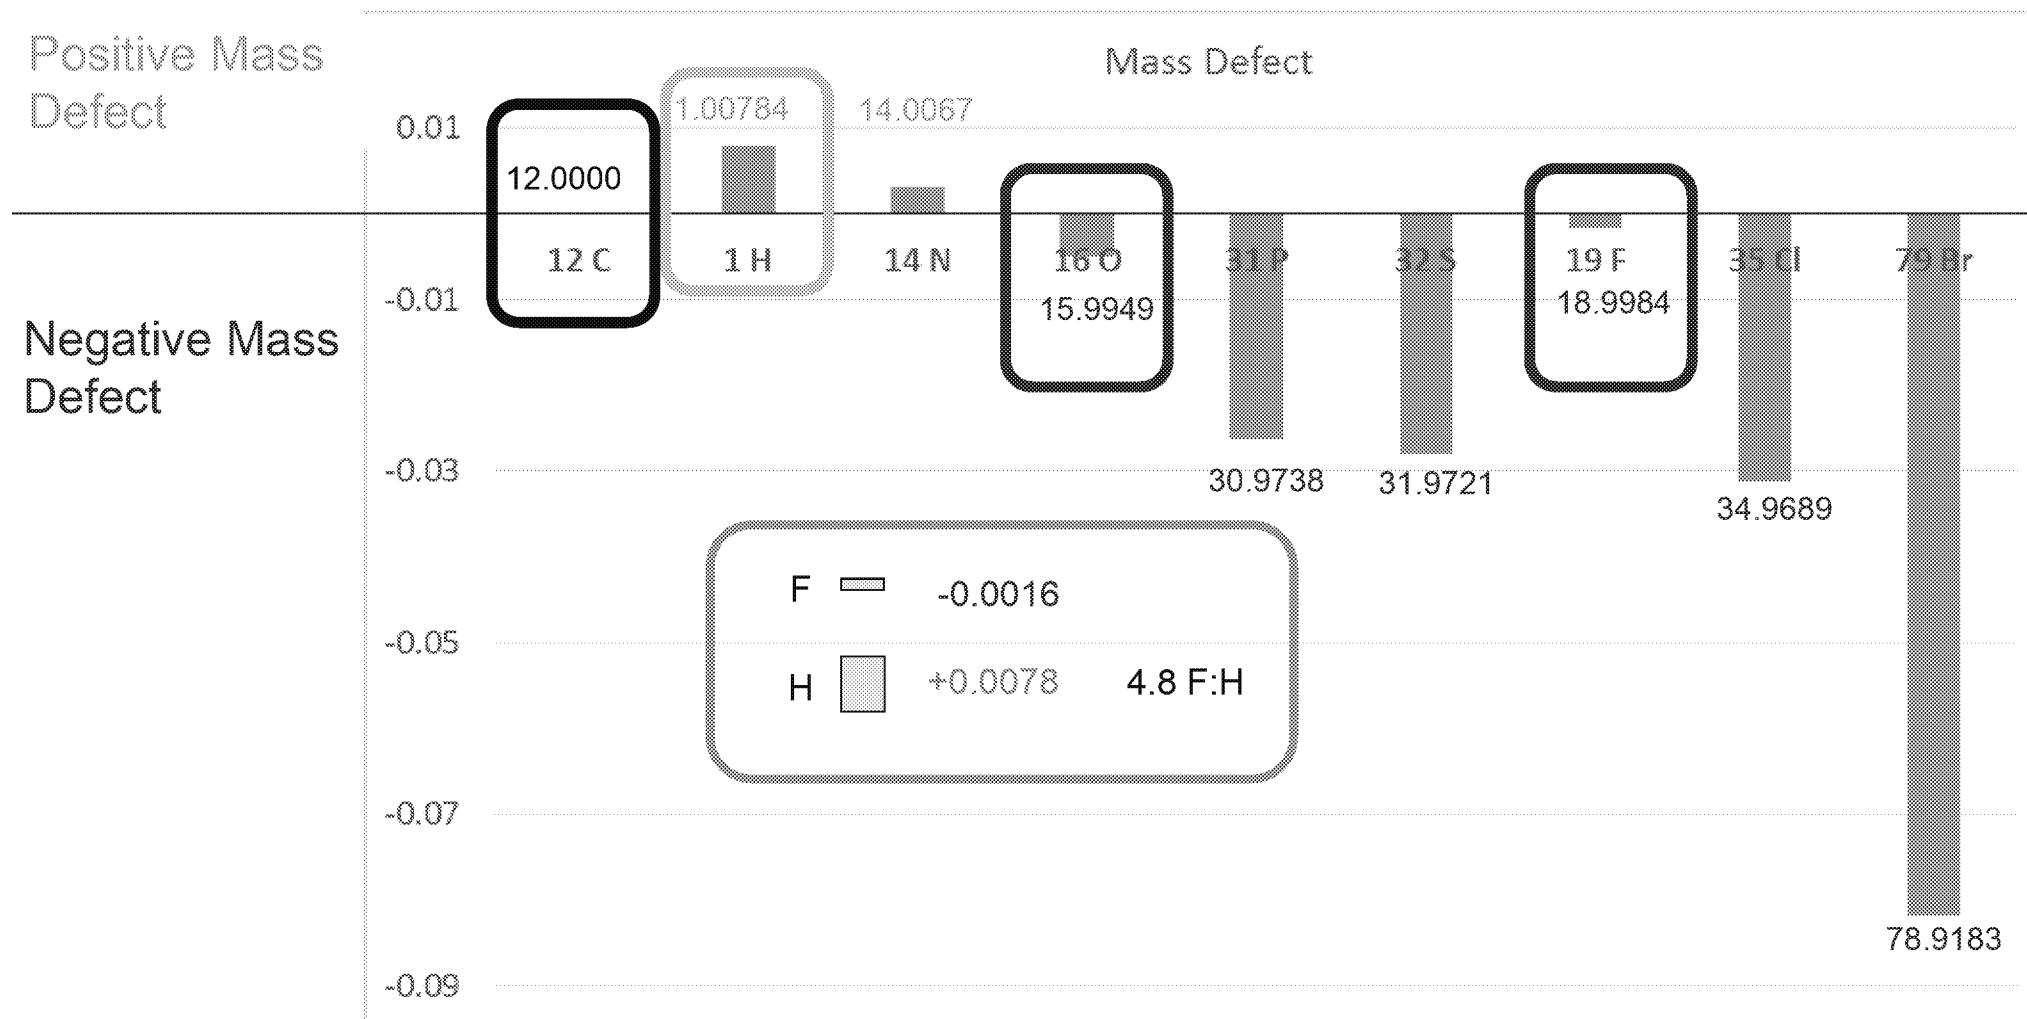 Positive Mass
Defect
Mass Defect
1.00784
14.0067
0.01
12.0000
12 C
1 H
14 N
16 O
31 P
32 S
19 F
35 Cl
79 Br
-0.01
15.9949
18.9984
Negative Mass
Defect
-0.03
30.9738
31.9721
34.9689
F
-0.0016
-0.05
H
+0.0078
4.8 F:H
-0.07
78.9183
-0.09